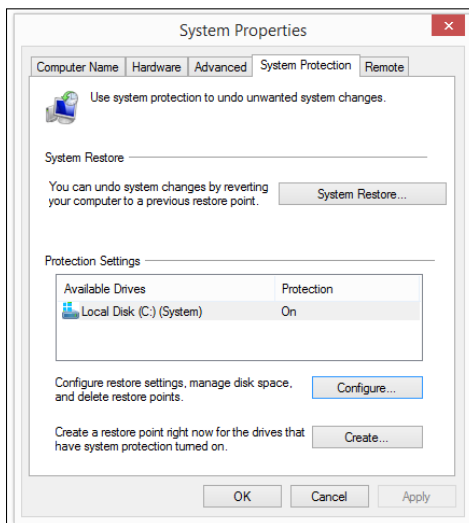 System Properties
Computer Name Hardware Advanced System Protection Remote
Use system protection to undo unwanted system changes.
System Restore
You can undo system changes by reverting
your computer to a previous restore point.
System Restore...
Protection Settings
Available Drives Protection
Local Disk (C:) (System) On
Configure restore settings, manage disk space,
and delete restore points.
Configure...
Create a restore point right now for the drives that
have system protection turned on.
Create...
OK Cancel Apply